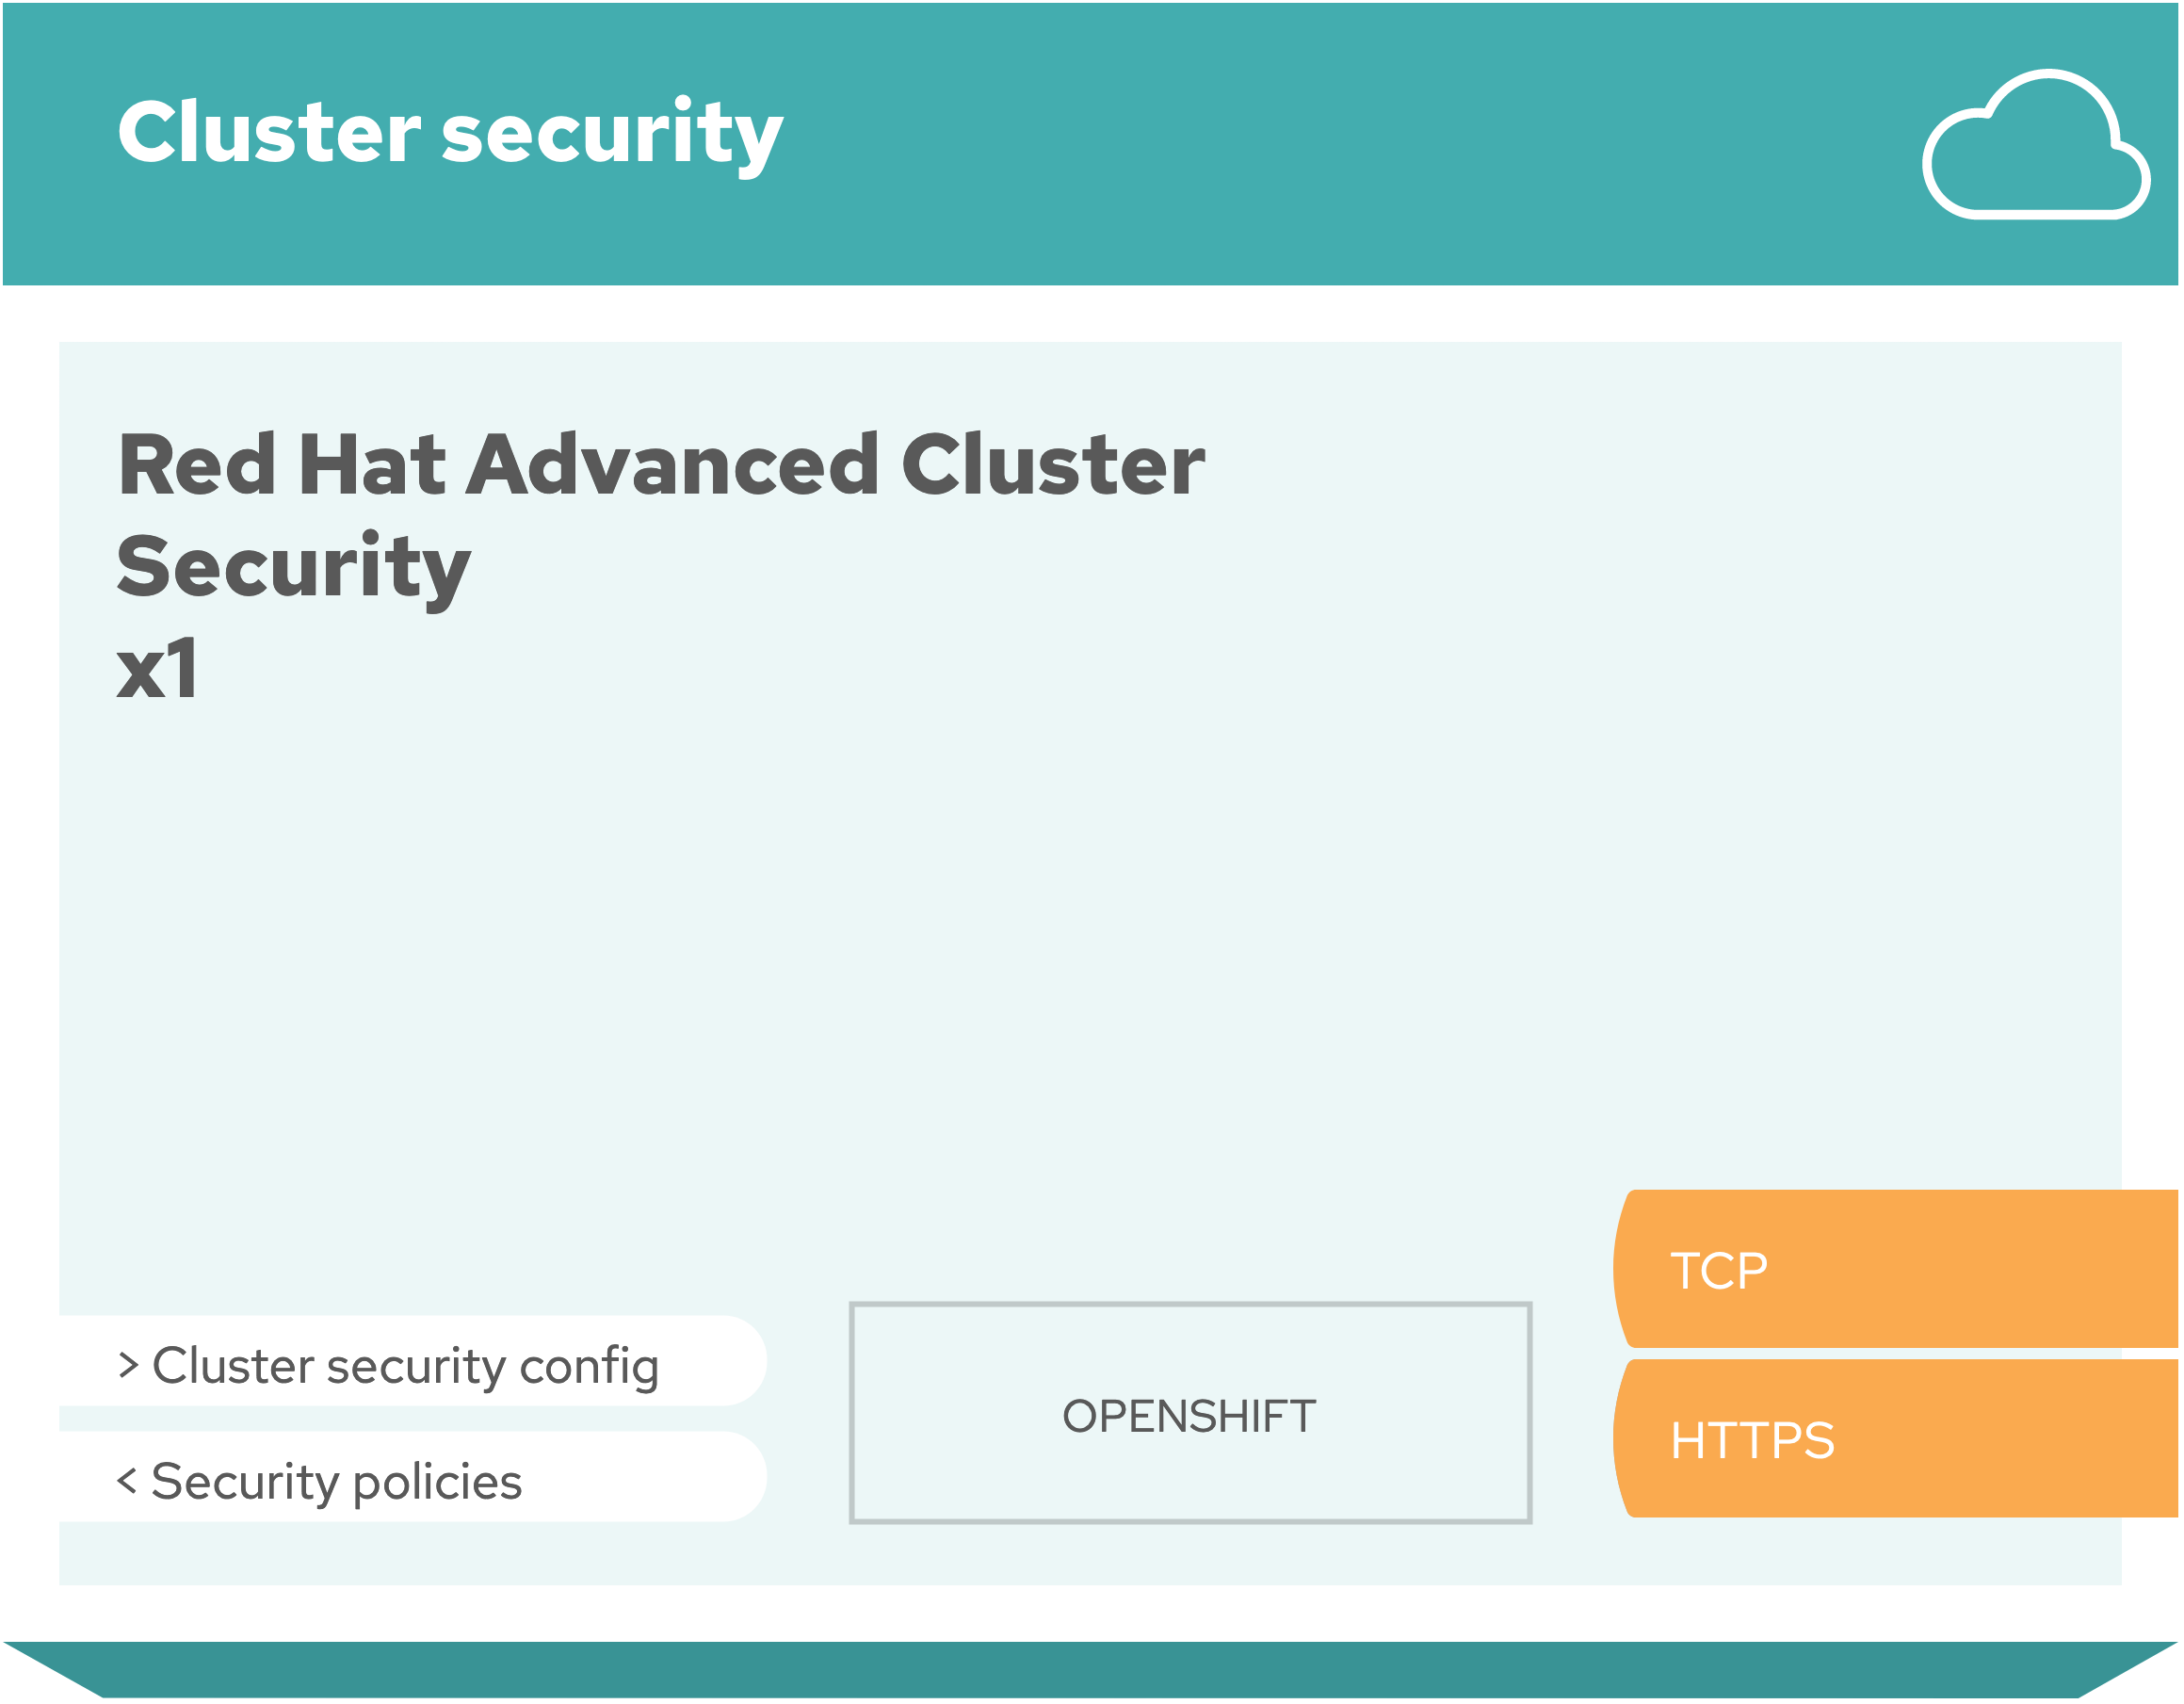 Cluster security
Red Hat Advanced Cluster
Security
x1
> Cluster security config
< Security policies
OPENSHIFT
TCP
HTTPS